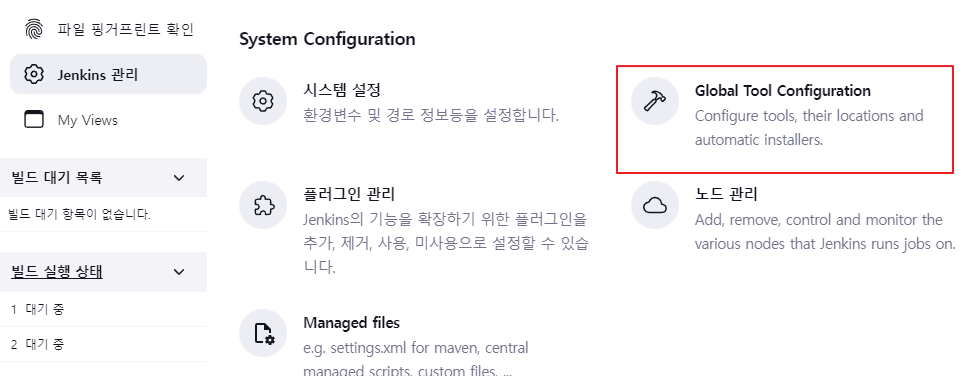 파일 핑거프린트 확인
Jenkins 관리
My Views
빌드 대기 목록
빌드 대기 항목이 없습니다.
빌드 실행 상태
1 대기 중
2 대기 중
System Configuration
시스템 설정
환경변수 및 경로 정보등을 설정합니다.
Global Tool Configuration
Configure tools, their locations and
automatic installers.
플러그인 관리
Jenkins의 기능을 확장하기 위한 플러그인을
추가, 제거, 사용, 미사용으로 설정할 수 있습
니다.
노드 관리
Add, remove, control and monitor the
various nodes that Jenkins runs jobs on.
Managed files
e.g. settings.xml for maven, central
managed scripts, custom files, ...